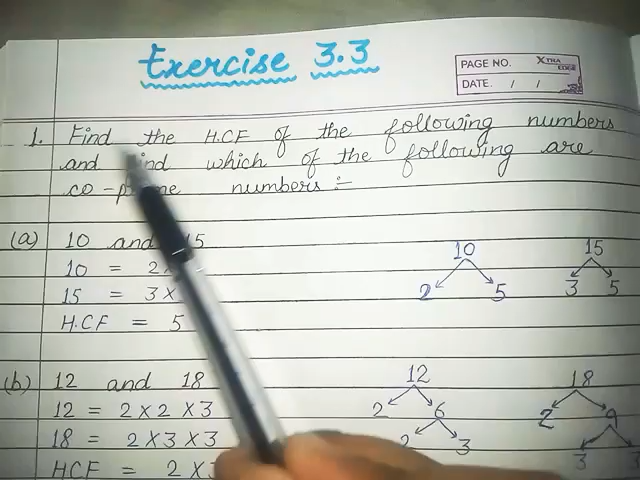 Exercise 3.3
PAGE NO.
XTRA EDGE
DATE. / /
1. Find the H.C.F of the following numbers
and find which of the following are
co-prime numbers :-
(a) 10 and 15
10 = 2×
15 = 3×
H.C.F = 5
10
2 5
15
3 5
(b) 12 and 18
12 = 2×2×3
18 = 2×3×3
HCF = 2×3
12
2 6
2 3
18
2 9
3